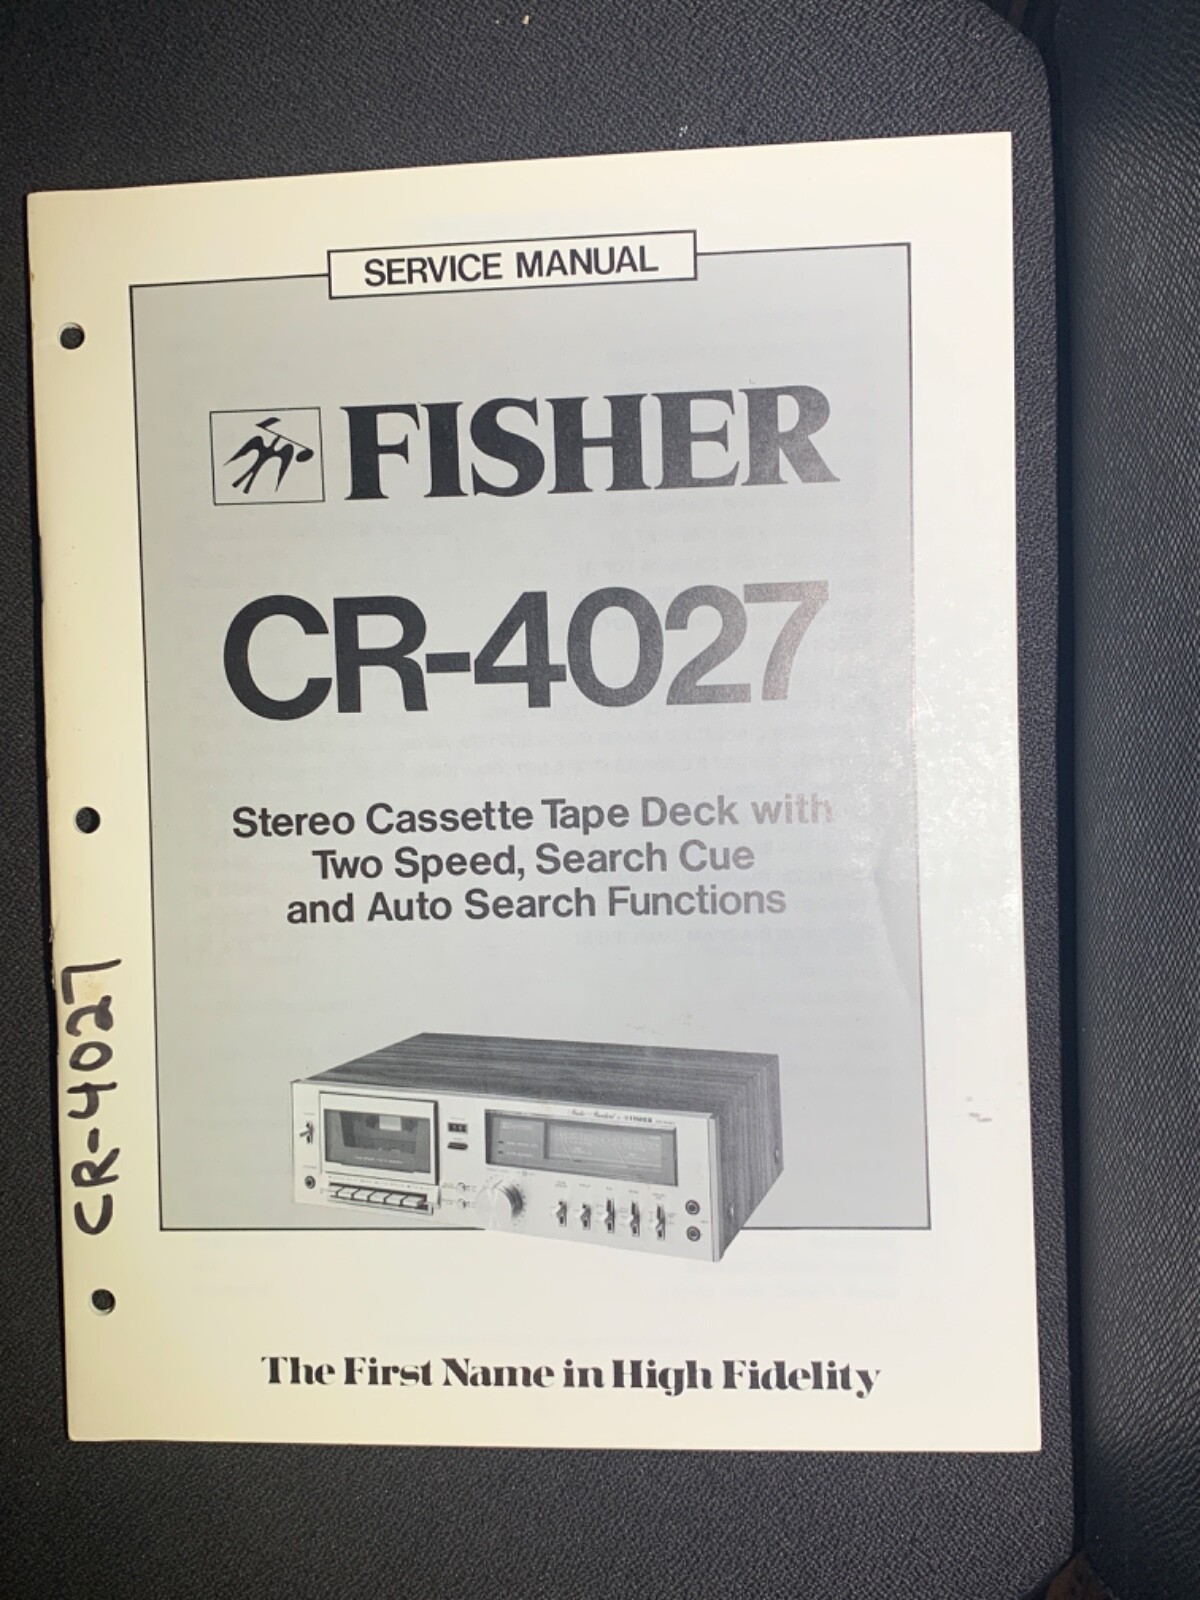 SERVICE MANUAL
FISHER
CR-4027
Stereo Cassette Tape Deck with
Two Speed, Search Cue
and Auto Search Functions
CR-4027
FISHER
The First Name in High Fidelity